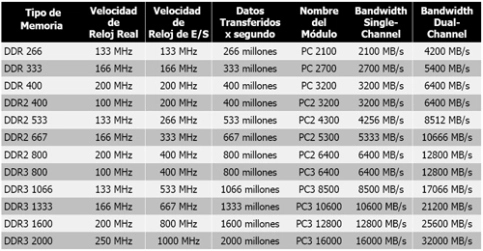 Tipo de Memoria | Velocidad de Reloj Real | Velocidad de Reloj de E/S | Datos Transferidos x segundo | Nombre del Módulo | Bandwidth Single-Channel | Bandwidth Dual-Channel
DDR 266 | 133 MHz | 133 MHz | 266 millones | PC 2100 | 2100 MB/s | 4200 MB/s
DDR 333 | 166 MHz | 166 MHz | 333 millones | PC 2700 | 2700 MB/s | 5400 MB/s
DDR 400 | 200 MHz | 200 MHz | 400 millones | PC 3200 | 3200 MB/s | 6400 MB/s
DDR2 400 | 100 MHz | 200 MHz | 400 millones | PC2 3200 | 3200 MB/s | 6400 MB/s
DDR2 533 | 133 MHz | 266 MHz | 533 millones | PC2 4300 | 4256 MB/s | 8512 MB/s
DDR2 667 | 166 MHz | 333 MHz | 667 millones | PC2 5300 | 5333 MB/s | 10666 MB/s
DDR2 800 | 200 MHz | 400 MHz | 800 millones | PC2 6400 | 6400 MB/s | 12800 MB/s
DDR3 800 | 100 MHz | 400 MHz | 800 millones | PC3 6400 | 6400 MB/s | 12800 MB/s
DDR3 1066 | 133 MHz | 533 MHz | 1066 millones | PC3 8500 | 8500 MB/s | 17066 MB/s
DDR3 1333 | 166 MHz | 667 MHz | 1333 millones | PC3 10600 | 10600 MB/s | 21200 MB/s
DDR3 1600 | 200 MHz | 800 MHz | 1600 millones | PC3 12800 | 12800 MB/s | 25600 MB/s
DDR3 2000 | 250 MHz | 1000 MHz | 2000 millones | PC3 16000 | 16000 MB/s | 32000 MB/s